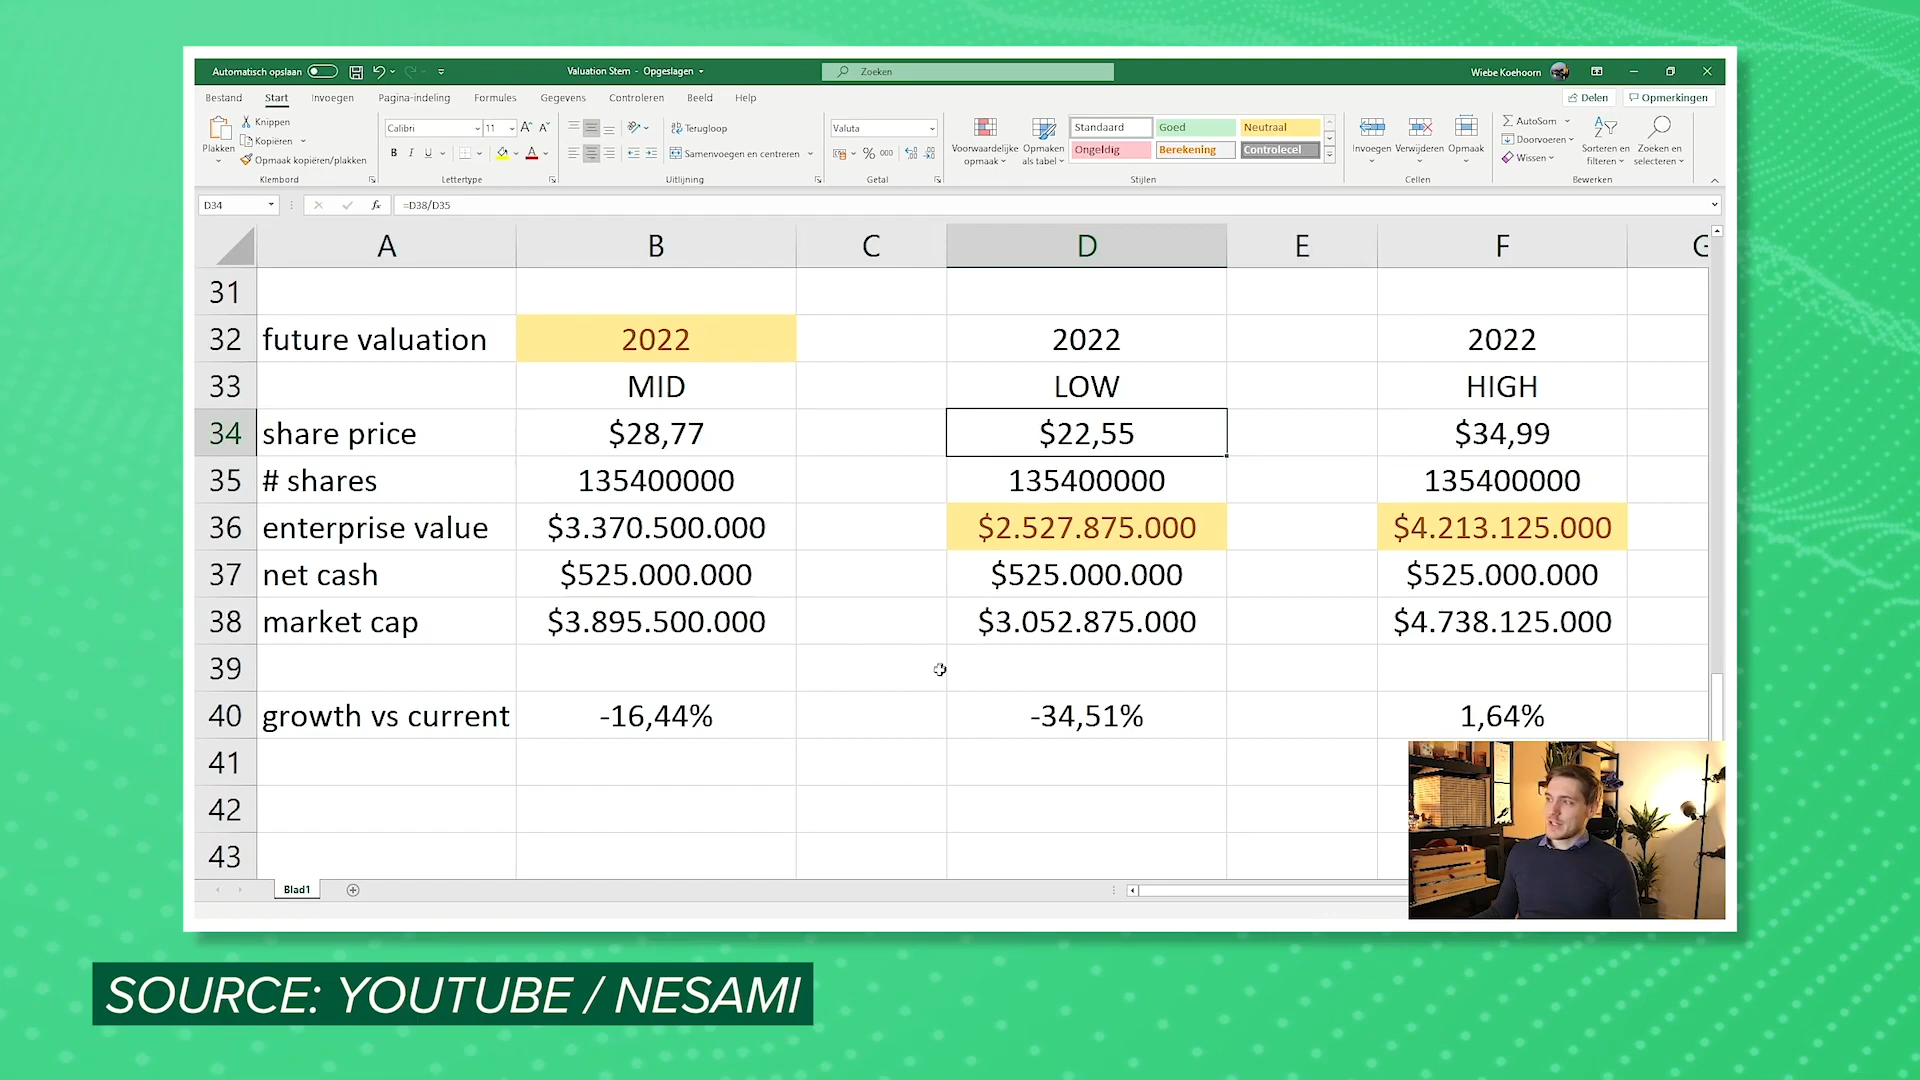 Automatisch opslaan
Valuation Stem - Opgeslagen
Zoeken
Wiebe Koehoorn
Bestand Start Invoegen Pagina-indeling Formules Gegevens Controleren Beeld Help
Delen Opmerkingen
Plakken
Knippen
Kopiëren
Opmaak kopiëren/plakken
Klembord
Calibri 11
B I U
Lettertype
Terugloop
Samenvoegen en centreren
Uitlijning
Valuta
% 000
Getal
Voorwaardelijke opmaak
Opmaken als tabel
Standaard Goed Neutraal
Ongeldig Berekening Controlecel
Stijlen
Invoegen Verwijderen Opmaak
Cellen
AutoSom
Doorvoeren
Wissen
Sorteren en filteren
Zoeken en selecteren
Bewerken
D34 fx =D38/D35
A B C D E F G
31
32 future valuation 2022 2022 2022
33 MID LOW HIGH
34 share price $28,77 $22,55 $34,99
35 # shares 135400000 135400000 135400000
36 enterprise value $3.370.500.000 $2.527.875.000 $4.213.125.000
37 net cash $525.000.000 $525.000.000 $525.000.000
38 market cap $3.895.500.000 $3.052.875.000 $4.738.125.000
39
40 growth vs current -16,44% -34,51% 1,64%
41
42
43
Blad1
SOURCE: YOUTUBE / NESAMI